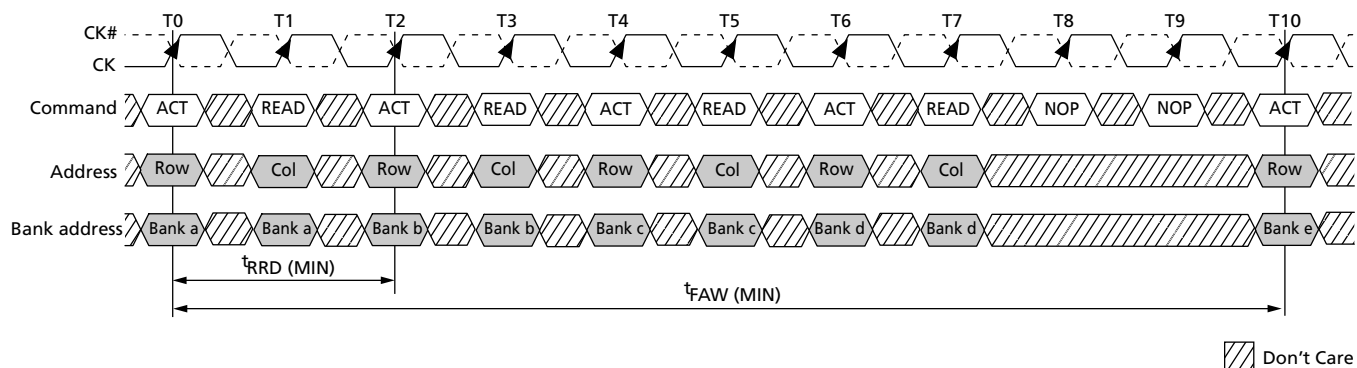 T0 T1 T2 T3 T4 T5 T6 T7 T8 T9 T10
CK#
CK
Command ACT READ ACT READ ACT READ ACT READ NOP NOP ACT
Address Row Col Row Col Row Col Row Col Row
Bank address Bank a Bank a Bank b Bank b Bank c Bank c Bank d Bank d Bank e
tRRD (MIN)
tFAW (MIN)
Don't Care